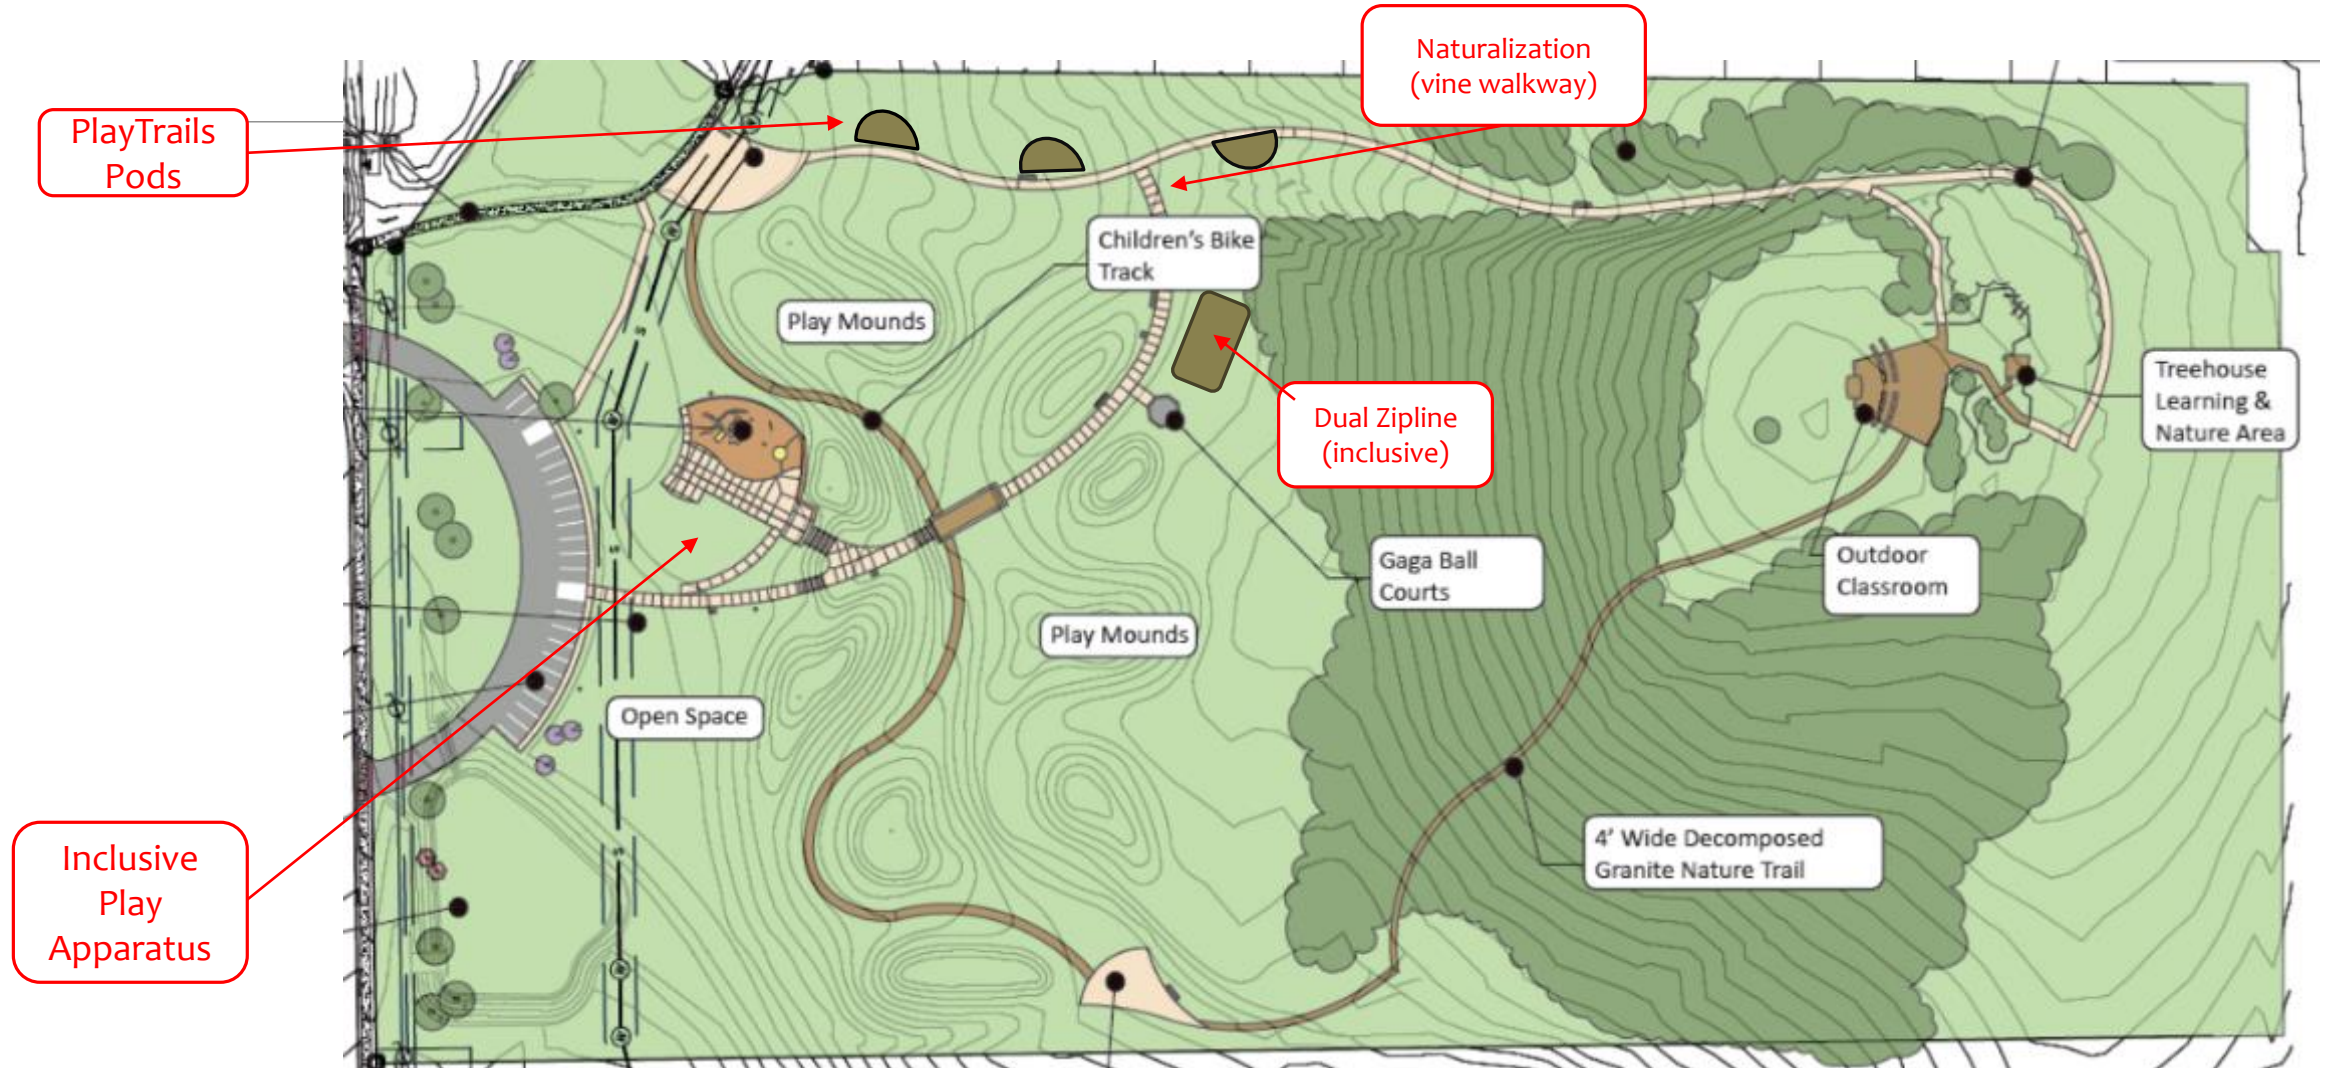 Naturalization
(vine walkway)
PlayTrails
Pods
Children's Bike
Track
Play Mounds
Treehouse
Learning &
Nature Area
Dual Zipline
(inclusive)
Gaga Ball
Courts
Outdoor
Classroom
Play Mounds
Open Space
4' Wide Decomposed
Granite Nature Trail
Inclusive
Play
Apparatus
S
S
S